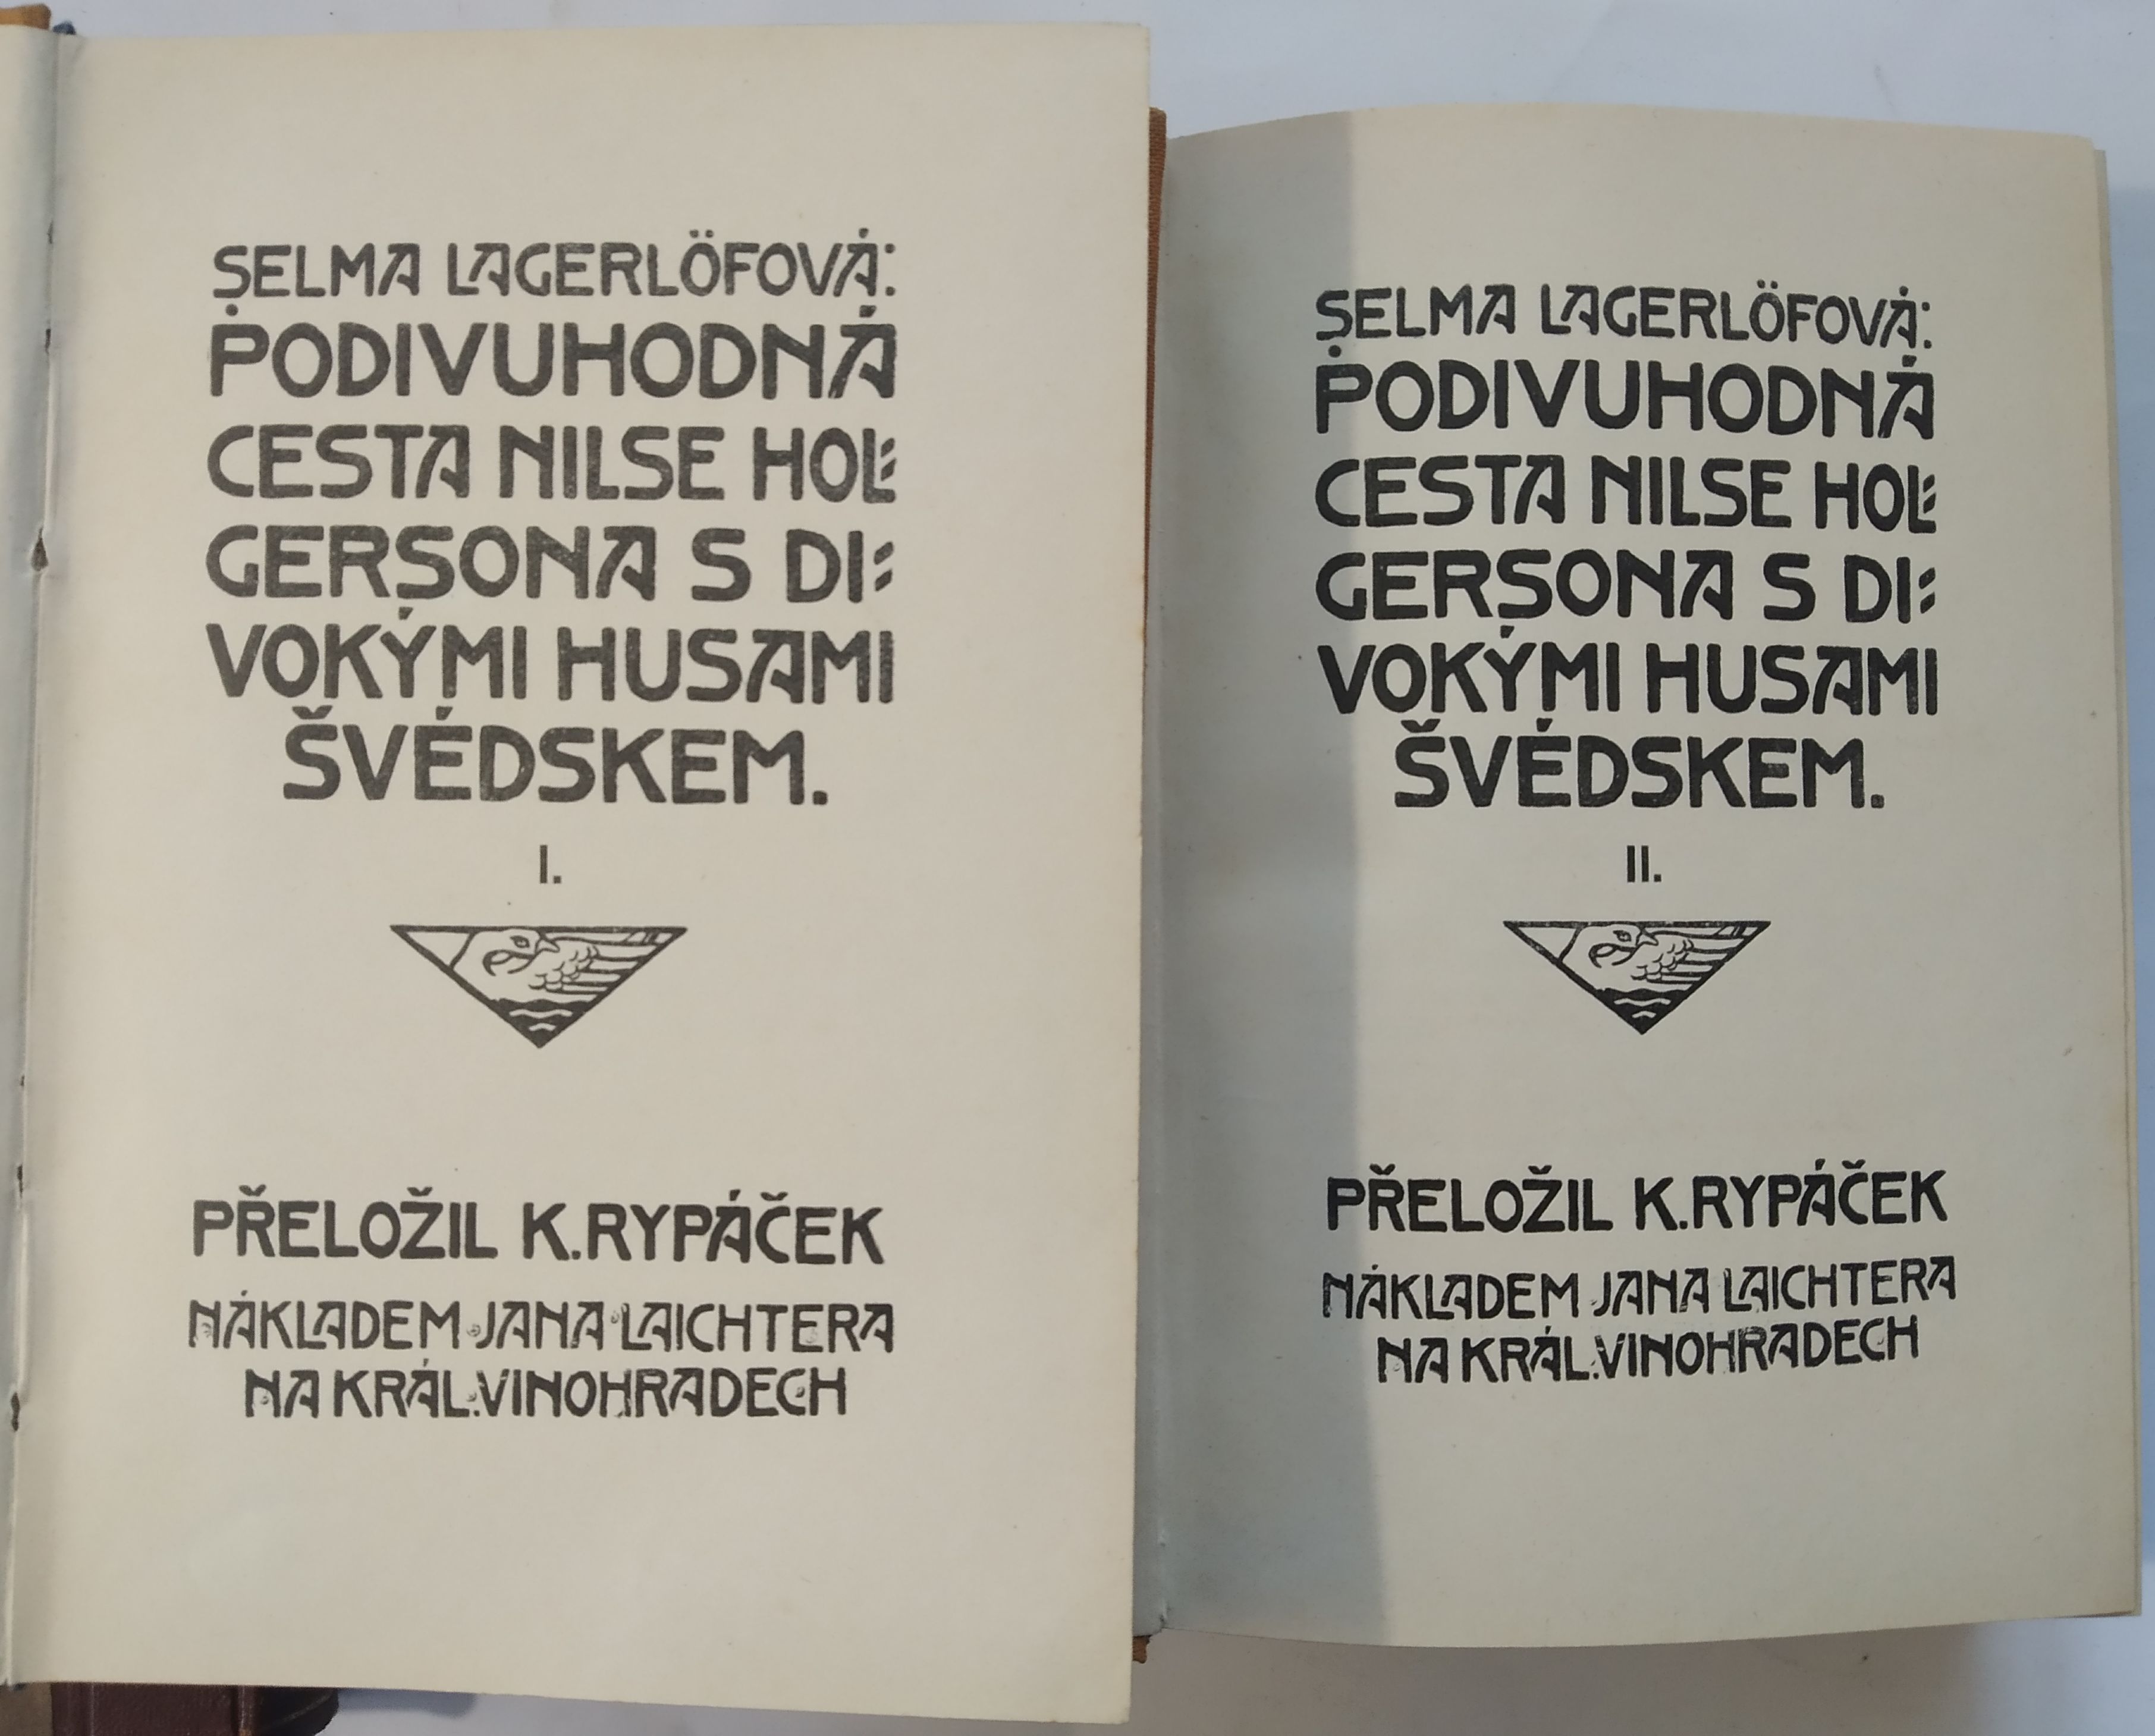 SELMA LAGERLÖFOVÁ:
PODIVUHODNÁ
CESTA NILSE HOL-
GERSONA S DI-
VOKÝMI HUSAMI
ŠVÉDSKEM.
I.
PŘELOŽIL K. RYPÁČEK
NÁKLADEM JANA LAICHTERA
NA KRÁL. VINOHRADECH
SELMA LAGERLÖFOVÁ:
PODIVUHODNÁ
CESTA NILSE HOL-
GERSONA S DI-
VOKÝMI HUSAMI
ŠVÉDSKEM.
II.
PŘELOŽIL K. RYPÁČEK
NÁKLADEM JANA LAICHTERA
NA KRÁL. VINOHRADECH